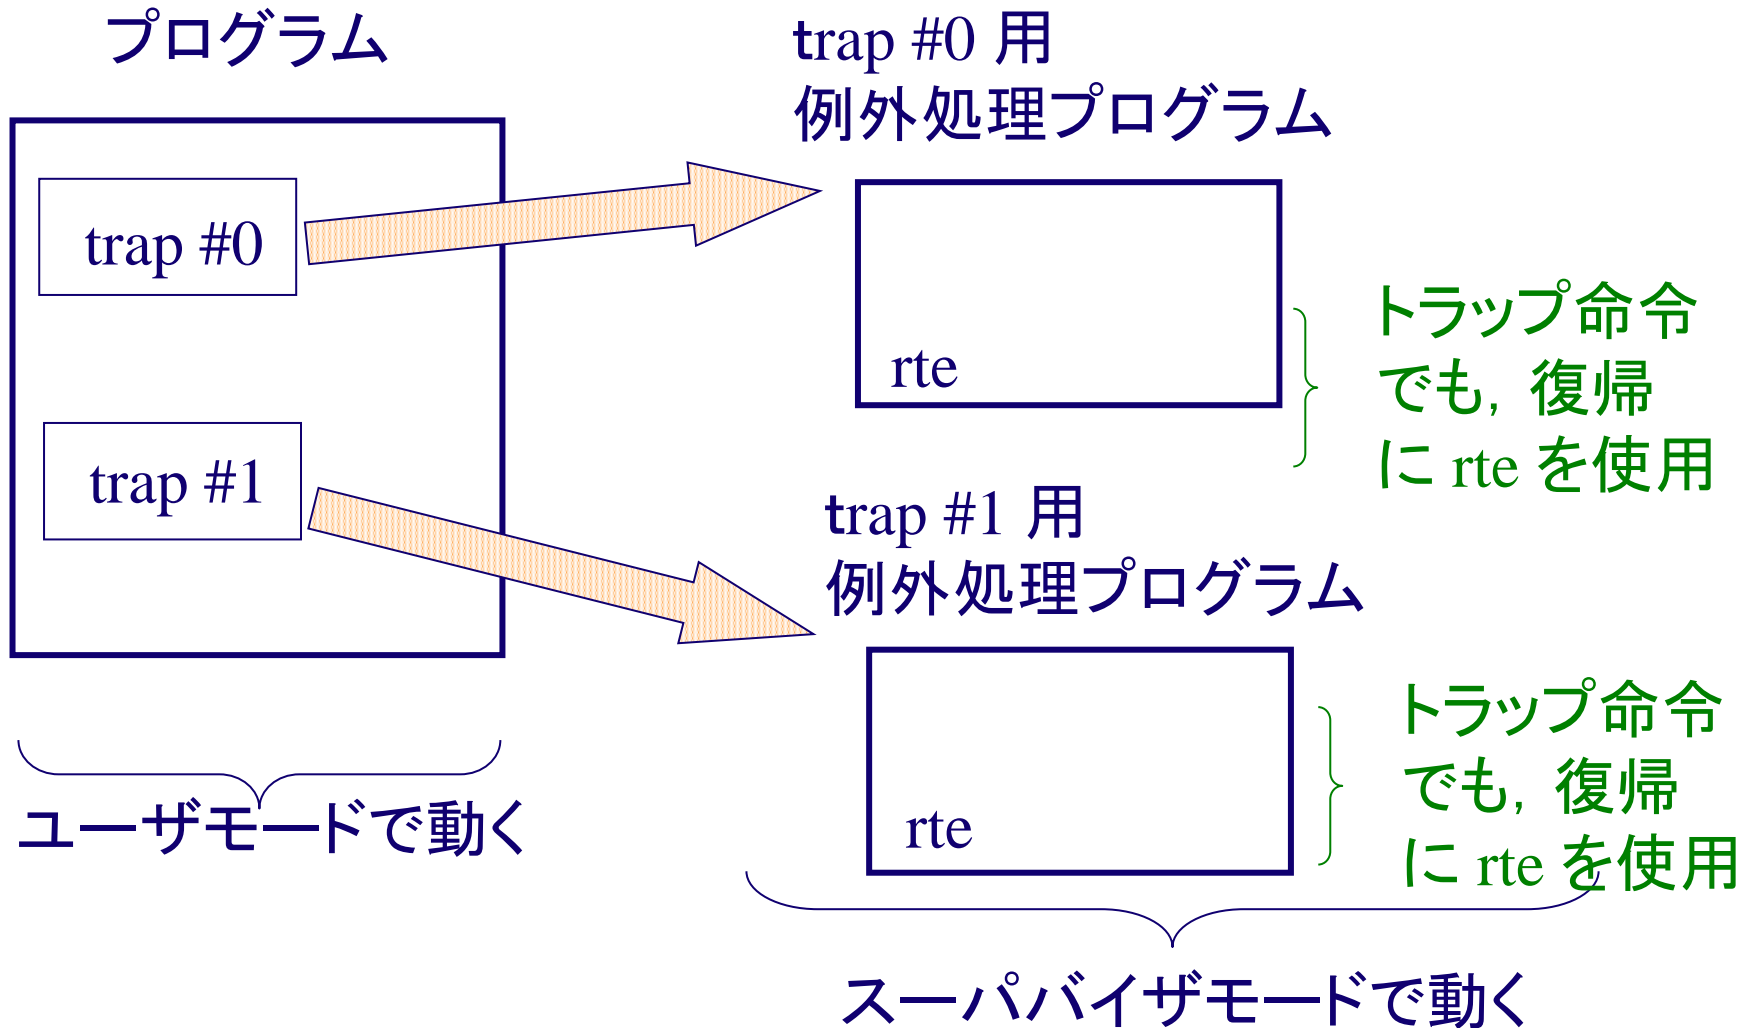 プログラム
trap #0
trap #1
ユーザモードで動く
trap #0 用
例外処理プログラム
rte
トラップ命令
でも，復帰
に rte を使用
trap #1 用
例外処理プログラム
rte
トラップ命令
でも，復帰
に rte を使用
スーパバイザモードで動く